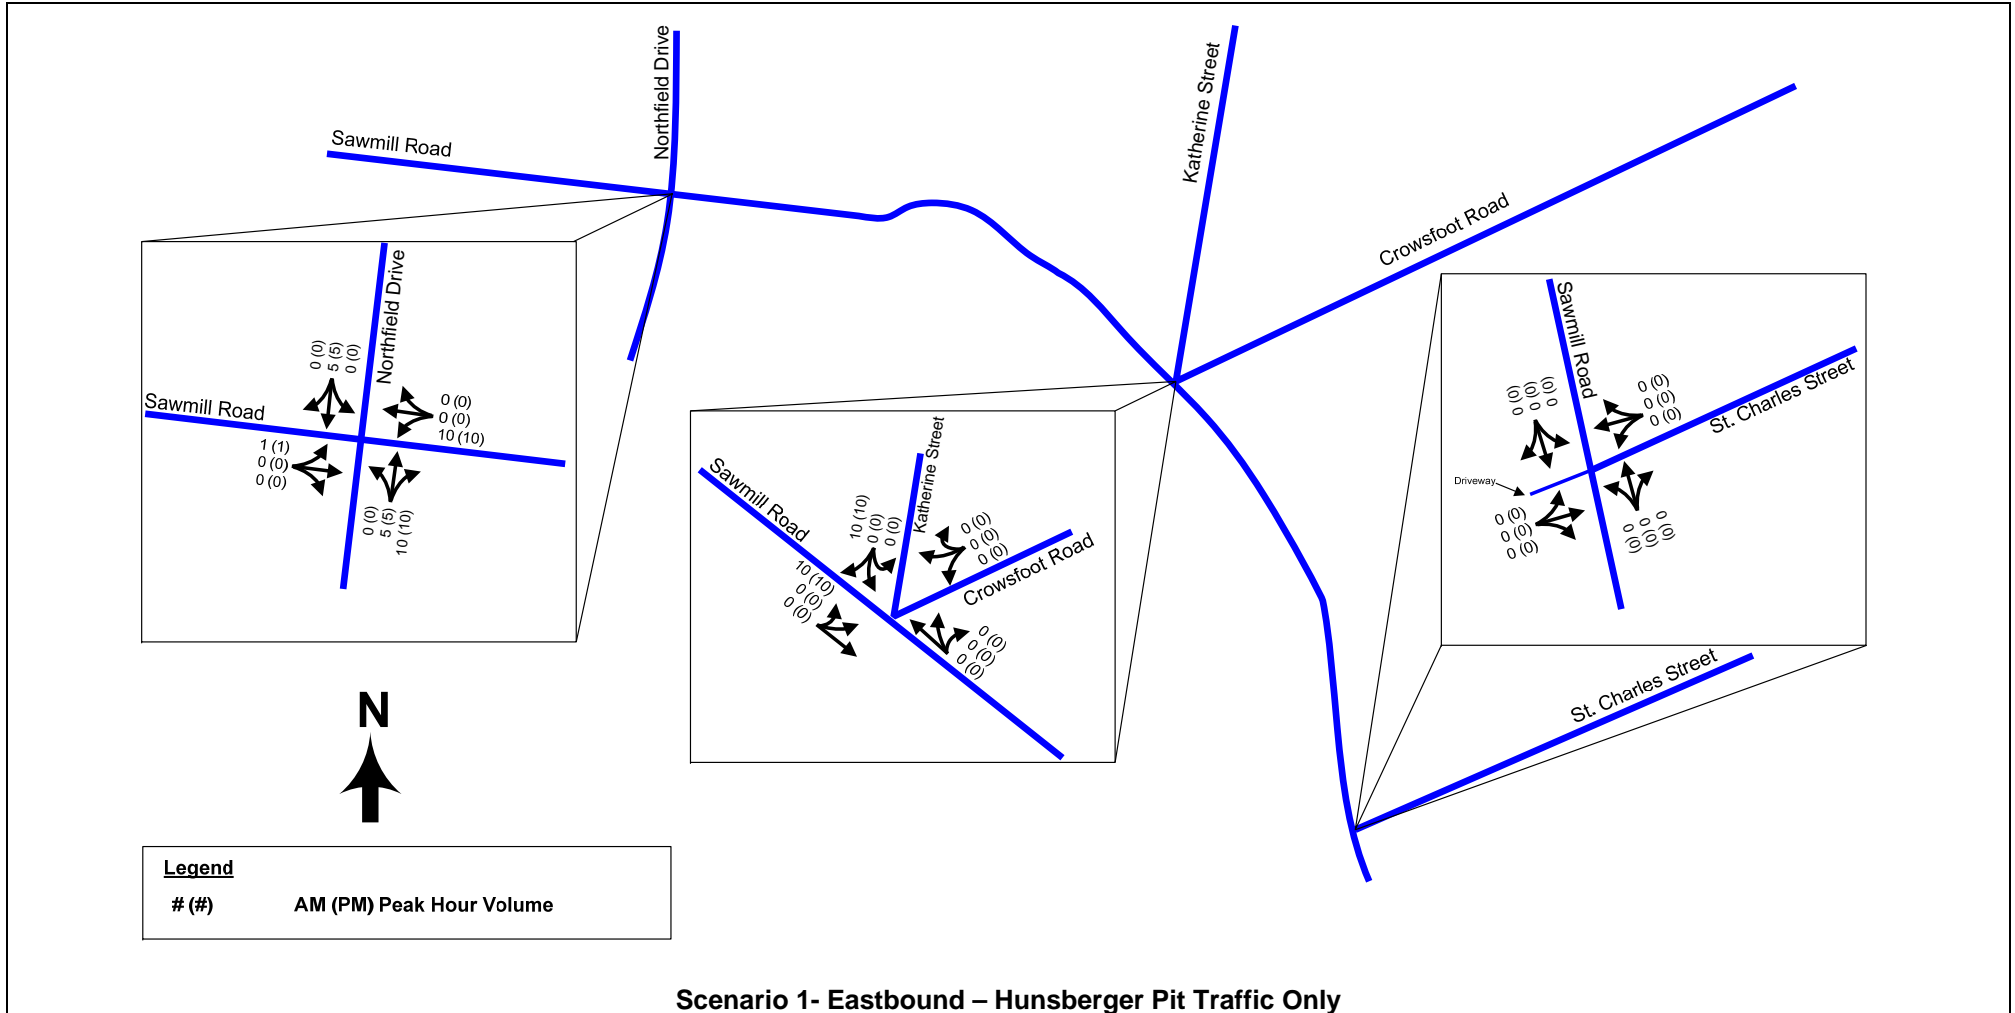 Northfield Drive
Katherine Street
Sawmill Road
Crowsfoot Road
Northfield Drive
0 (0)
5 (5)
0 (0)
Sawmill Road
0 (0)
0 (0)
10 (10)
1 (1)
0 (0)
0 (0)
0 (0)
5 (5)
10 (10)
Katherine Street
Sawmill Road
10 (10)
0 (0)
0 (0)
0 (0)
0 (0)
0 (0)
Crowsfoot Road
10 (10)
0 (0)
0 (0)
0 (0)
0 (0)
0 (0)
Sawmill Road
0 (0)
0 (0)
0 (0)
0 (0)
0 (0)
0 (0)
St. Charles Street
Driveway
0 (0)
0 (0)
0 (0)
0 (0)
0 (0)
0 (0)
St. Charles Street
N
Legend
# (#) AM (PM) Peak Hour Volume
Scenario 1- Eastbound – Hunsberger Pit Traffic Only